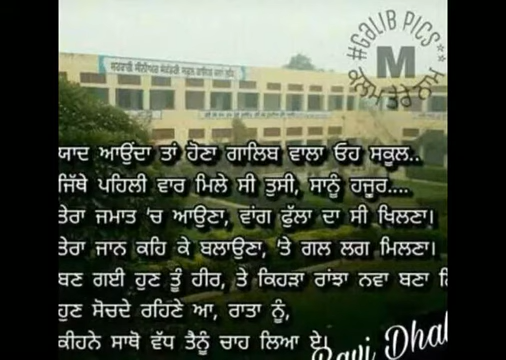 #GALIB PICS
M
ਕਲਮ ਤੇਰੇ ਨਾਮ
ਯਾਦ ਆਉਂਦਾ ਤਾਂ ਹੋਣਾ ਗਾਲਿਬ ਵਾਲਾ ਓਹ ਸਕੂਲ..
ਜਿੱਥੇ ਪਹਿਲੀ ਵਾਰ ਮਿਲੇ ਸੀ ਤੁਸੀ, ਸਾਨੂੰ ਹਜੂਰ....
ਤੇਰਾ ਜਮਾਤ 'ਚ ਆਉਣਾ, ਵਾਂਗ ਫੁੱਲਾ ਦਾ ਸੀ ਖਿਲਣਾ।
ਤੇਰਾ ਜਾਨ ਕਹਿ ਕੇ ਬਲਾਉਣਾ, 'ਤੇ ਗਲ ਲਗ ਮਿਲਣਾ।
ਬਣ ਗਈ ਹੁਣ ਤੂੰ ਹੀਰ, ਤੇ ਕਿਹੜਾ ਰਾਂਝਾ ਨਵਾ ਬਣਾ
ਹੁਣ ਸੋਚਦੇ ਰਹਿਣੇ ਆ, ਰਾਤਾ ਨੂੰ,
ਕੀਹਨੇ ਸਾਥੋ ਵੱਧ ਤੈਨੂੰ ਚਾਹ ਲਿਆ ਏ।
Ravi Dhal